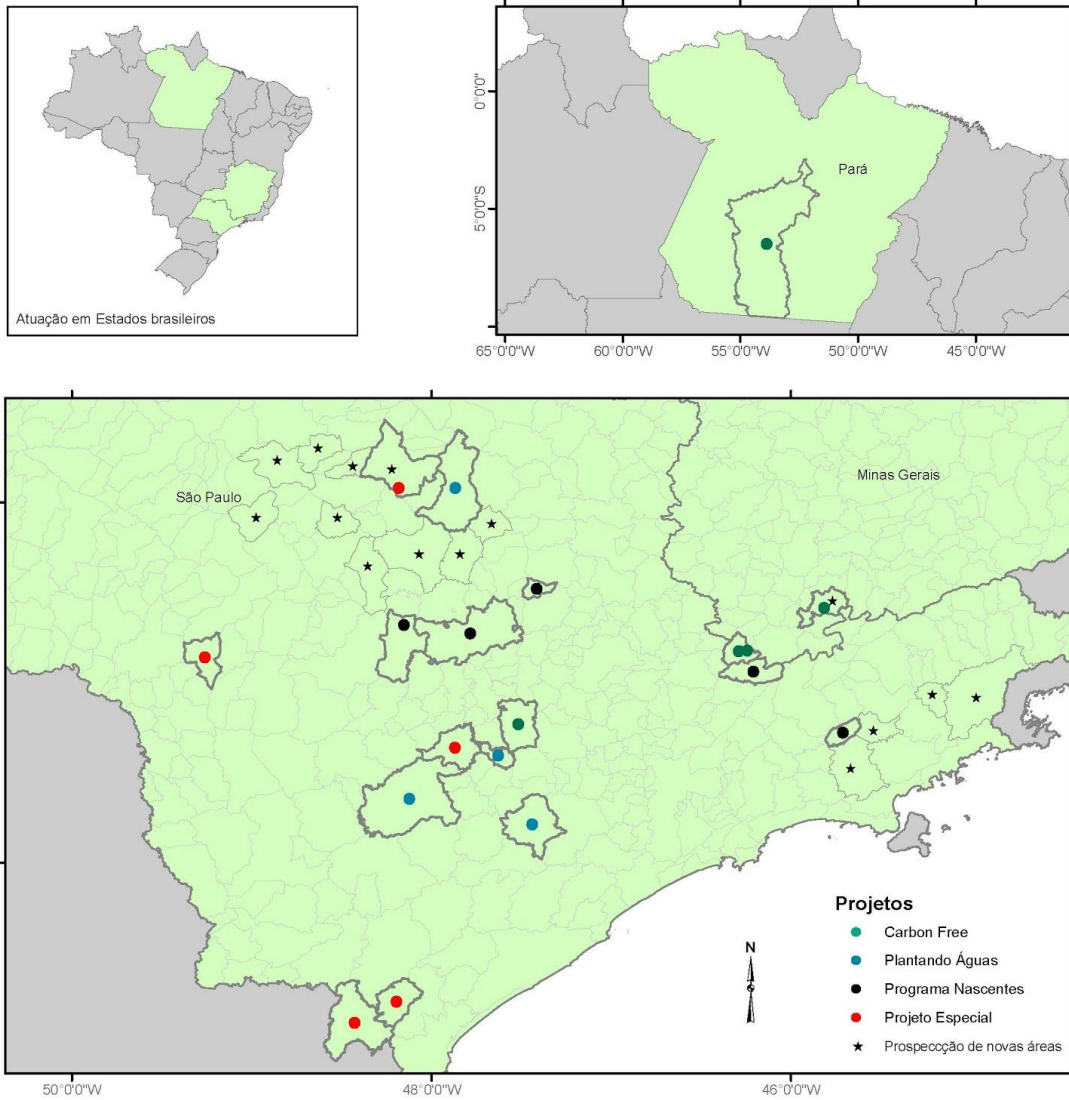 Atuação em Estados brasileiros
0°0'0"
5°0'0"S
Pará
65°0'0"W 60°0'0"W 55°0'0"W 50°0'0"W 45°0'0"W
São Paulo
Minas Gerais
Projetos
Carbon Free
Plantando Águas
Programa Nascentes
Projeto Especial
Prospeccção de novas áreas
N
50°0'0"W 48°0'0"W 46°0'0"W